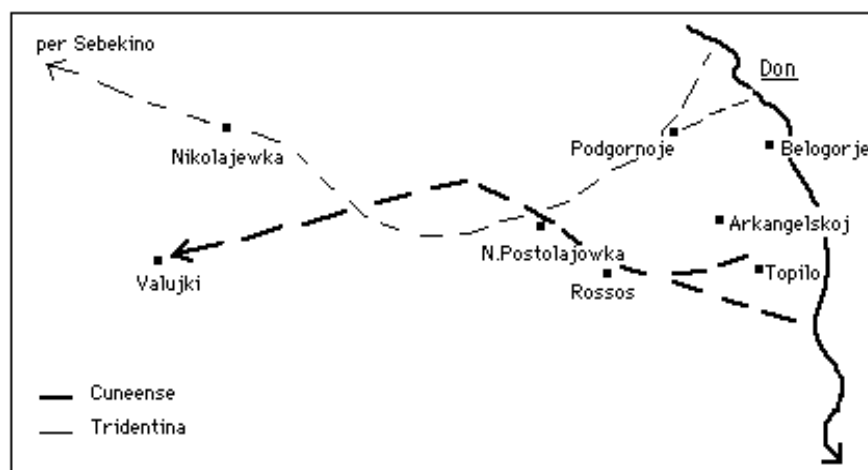 per Sebekino
Don
Nikolajewka
Podgornoje
Belogorje
Arkangelskoj
N.Postolajowka
Valujki
Rossos
Topilo
Cuneense
Tridentina